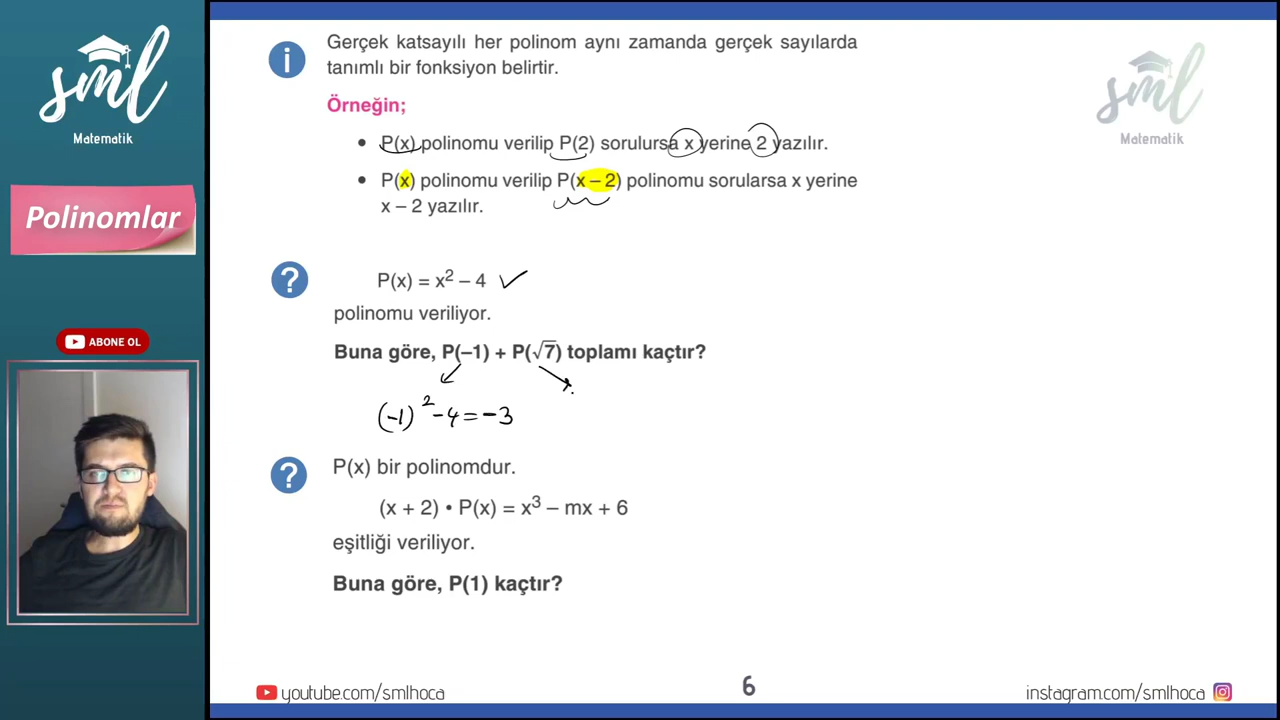 sml
Matematik
Polinomlar
ABONE OL
Gerçek katsayılı her polinom aynı zamanda gerçek sayılarda
tanımlı bir fonksiyon belirtir.
Örneğin;
• P(x) polinomu verilip P(2) sorulursa x yerine 2 yazılır.
• P(x) polinomu verilip P(x – 2) polinomu sorularsa x yerine
x – 2 yazılır.
P(x) = x² – 4 ✓
polinomu veriliyor.
Buna göre, P(–1) + P(√7) toplamı kaçtır?
(-1)² -4 = -3
P(x) bir polinomdur.
(x + 2) • P(x) = x³ – mx + 6
eşitliği veriliyor.
Buna göre, P(1) kaçtır?
sml
Matematik
youtube.com/smlhoca
6
instagram.com/smlhoca